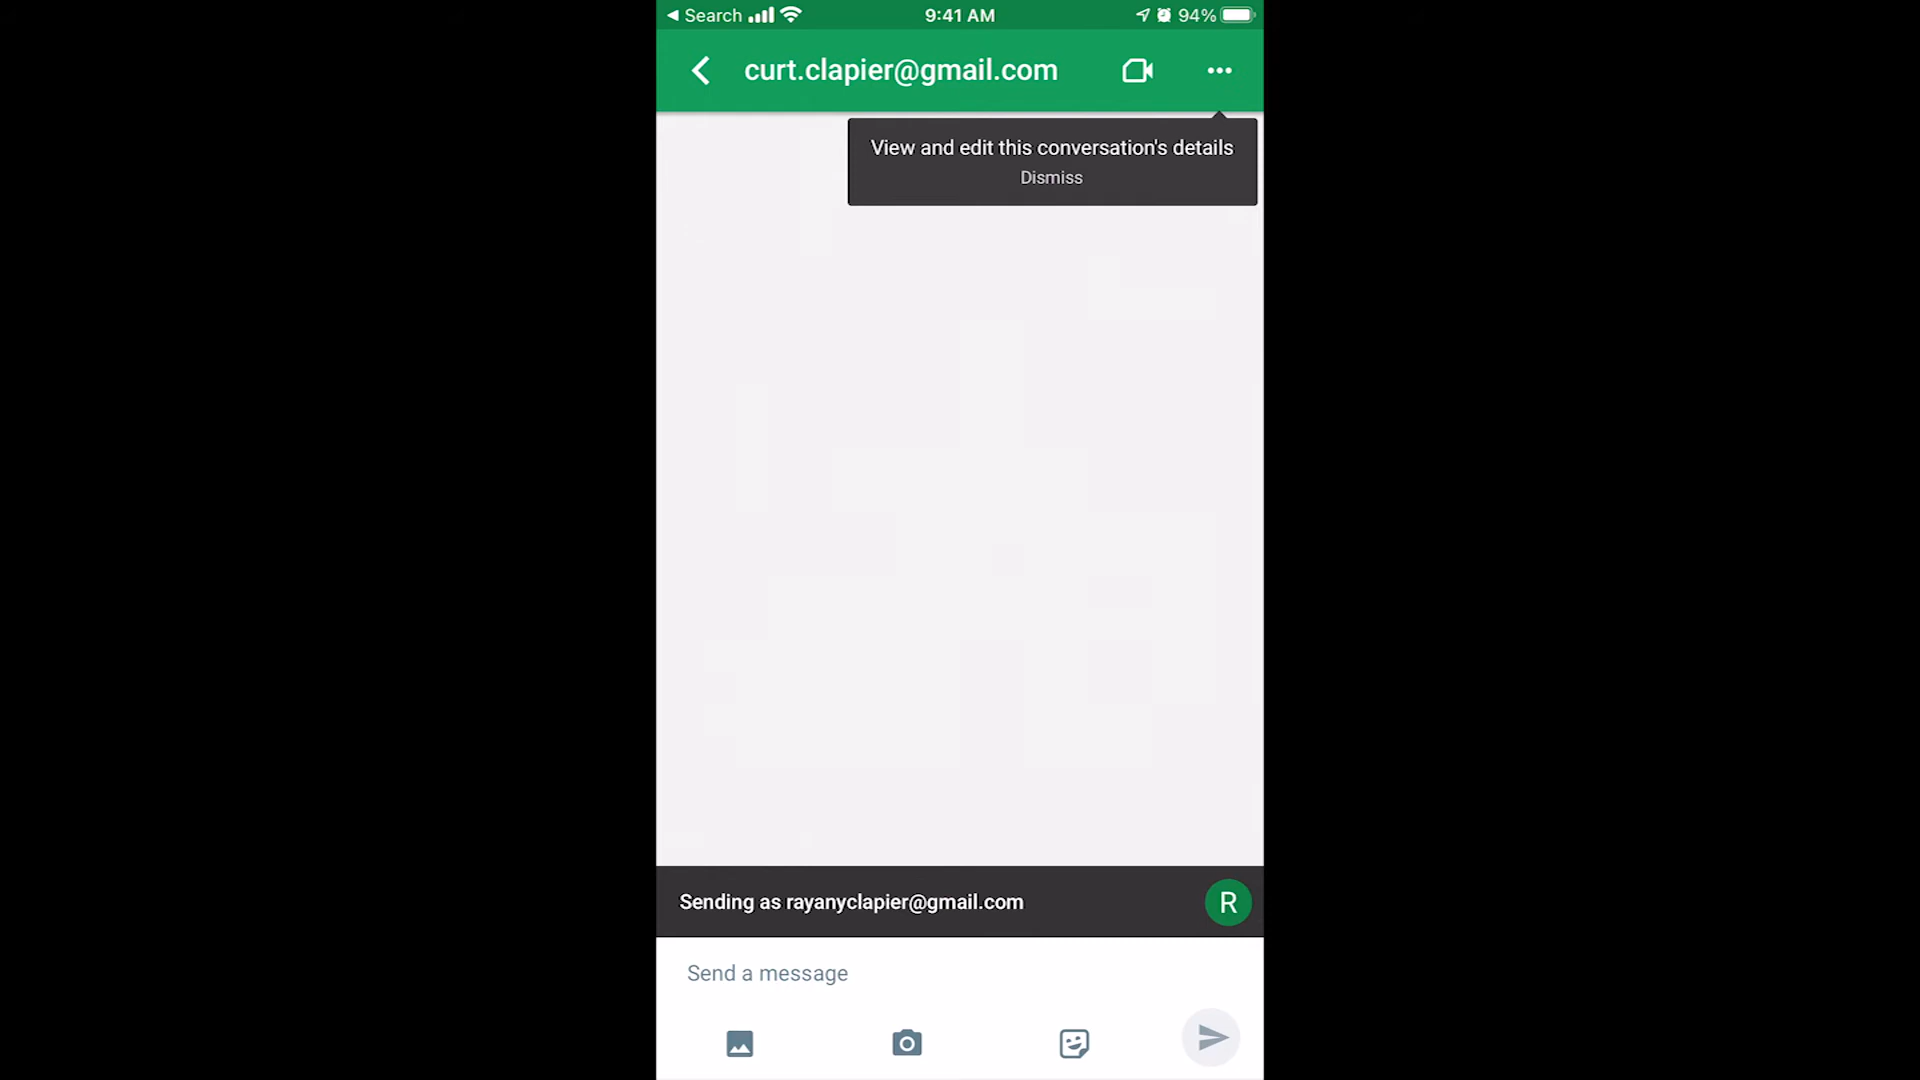 Search
9:41 AM
94%
curt.clapier@gmail.com
View and edit this conversation's details
Dismiss
Sending as rayanyclapier@gmail.com
R
Send a message